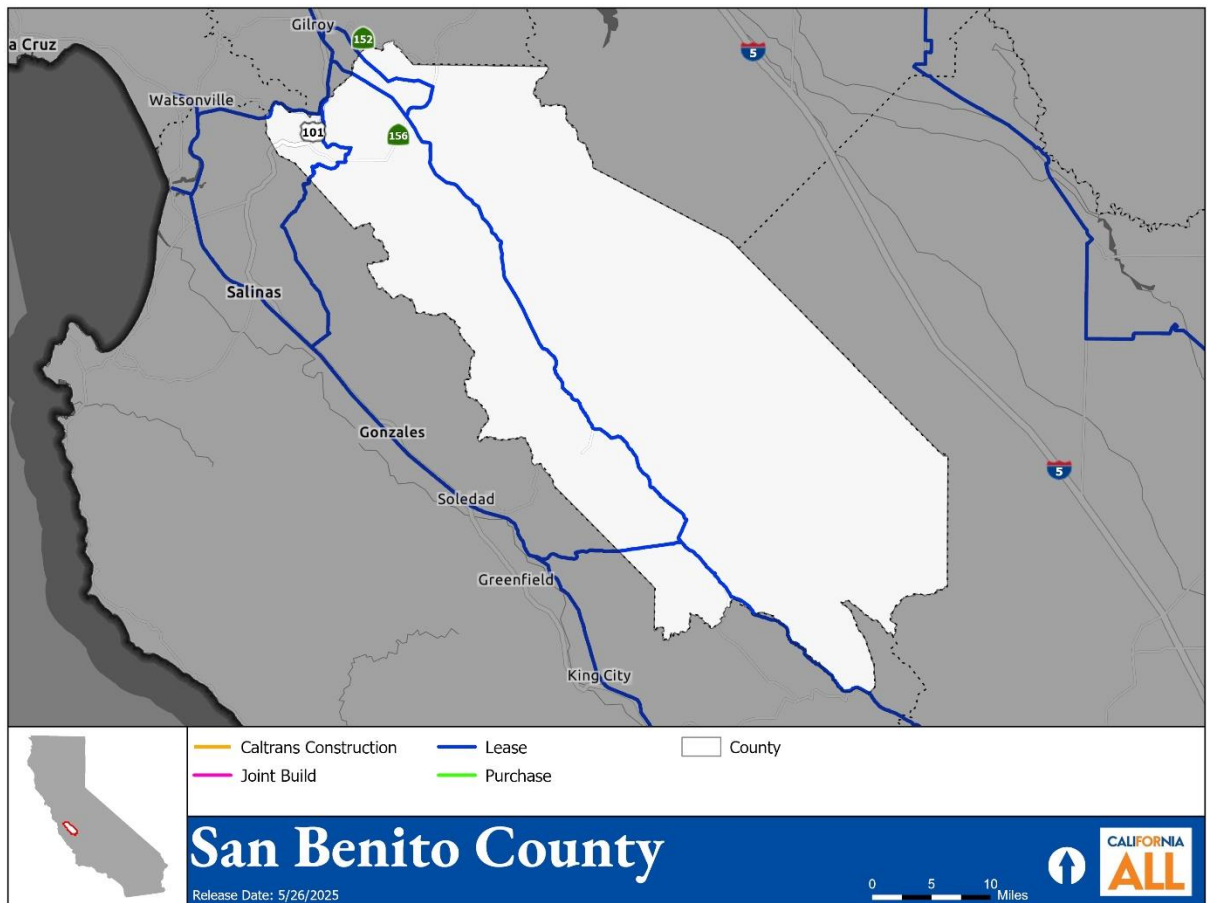 Gilroy
152
a Cruz
5
Watsonville
101
156
Salinas
Gonzales
5
Soledad
Greenfield
King City
Caltrans Construction
Lease
County
Joint Build
Purchase
San Benito County
Release Date: 5/26/2025
0 5 10
Miles
CALIFORNIA
ALL